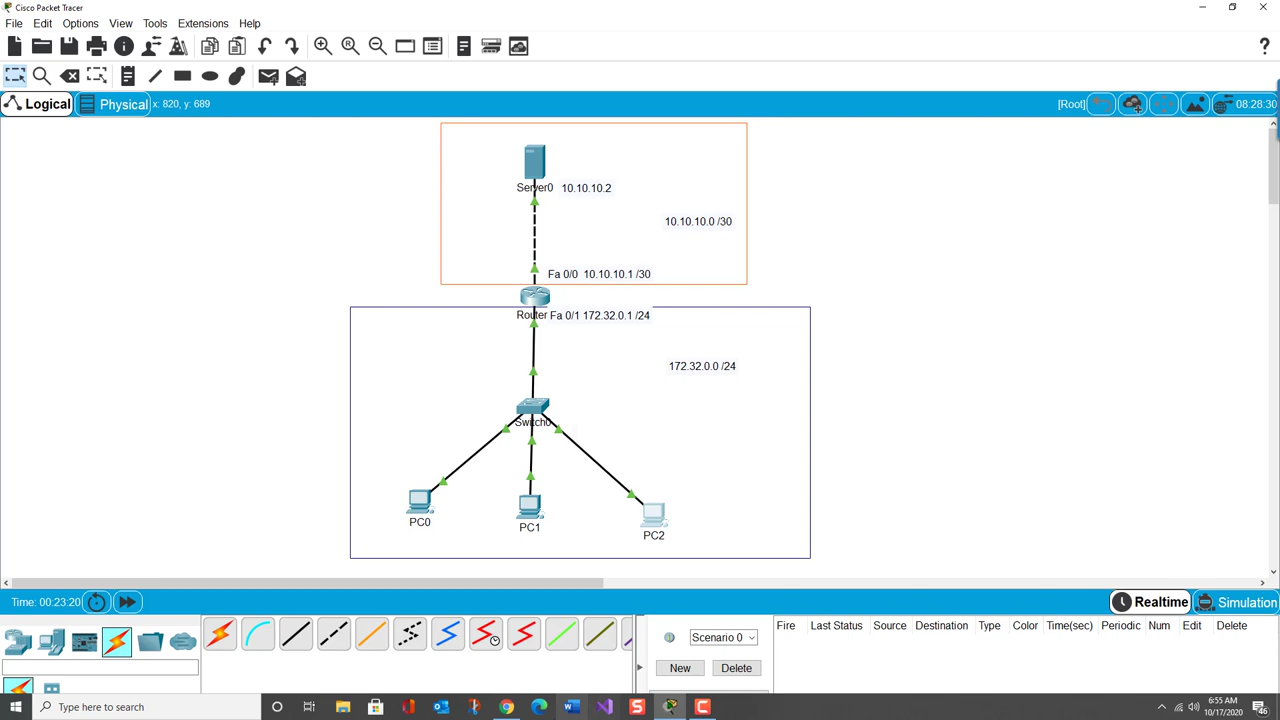 Cisco Packet Tracer
File Edit Options View Tools Extensions Help
Logical Physical x: 820, y: 689 [Root] 08:28:30
Server0 10.10.10.2
10.10.10.0 /30
Fa 0/0 10.10.10.1 /30
Router Fa 0/1 172.32.0.1 /24
172.32.0.0 /24
Switch0
PC0
PC1
PC2
Time: 00:23:20 Realtime Simulation
Scenario 0 Fire Last Status Source Destination Type Color Time(sec) Periodic Num Edit Delete
New Delete
Type here to search
6:55 AM
10/17/2020
46